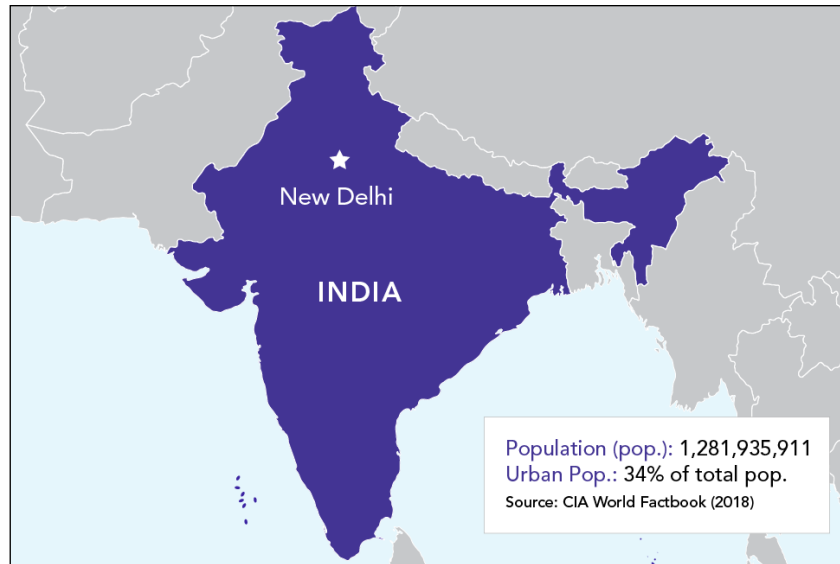 New Delhi
INDIA
Population (pop.): 1,281,935,911
Urban Pop.: 34% of total pop.
Source: CIA World Factbook (2018)